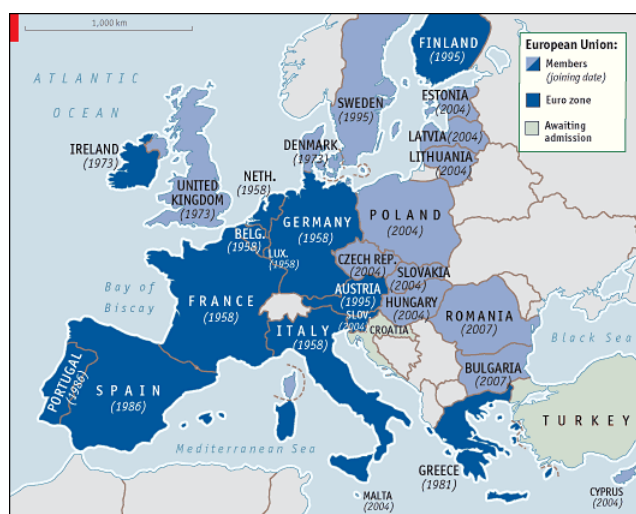 1,000 km
European Union:
Members
(joining date)
Euro zone
Awaiting
admission
ATLANTIC
OCEAN
FINLAND
(1995)
SWEDEN
(1995)
ESTONIA
(2004)
LATVIA (2004)
LITHUANIA
(2004)
IRELAND
(1973)
DENMARK
(1973)
UNITED
KINGDOM
(1973)
NETH.
(1958)
BELG.
(1958)
LUX.
(1958)
GERMANY
(1958)
POLAND
(2004)
CZECH REP.
(2004)
SLOVAKIA
(2004)
Bay of
Biscay
FRANCE
(1958)
AUSTRIA
(1995)
HUNGARY
(2004)
SLOV.
(2004)
CROATIA
ITALY
(1958)
ROMANIA
(2007)
Black Sea
BULGARIA
(2007)
PORTUGAL
(1986)
SPAIN
(1986)
TURKEY
Mediterranean Sea
GREECE
(1981)
MALTA
(2004)
CYPRUS
(2004)